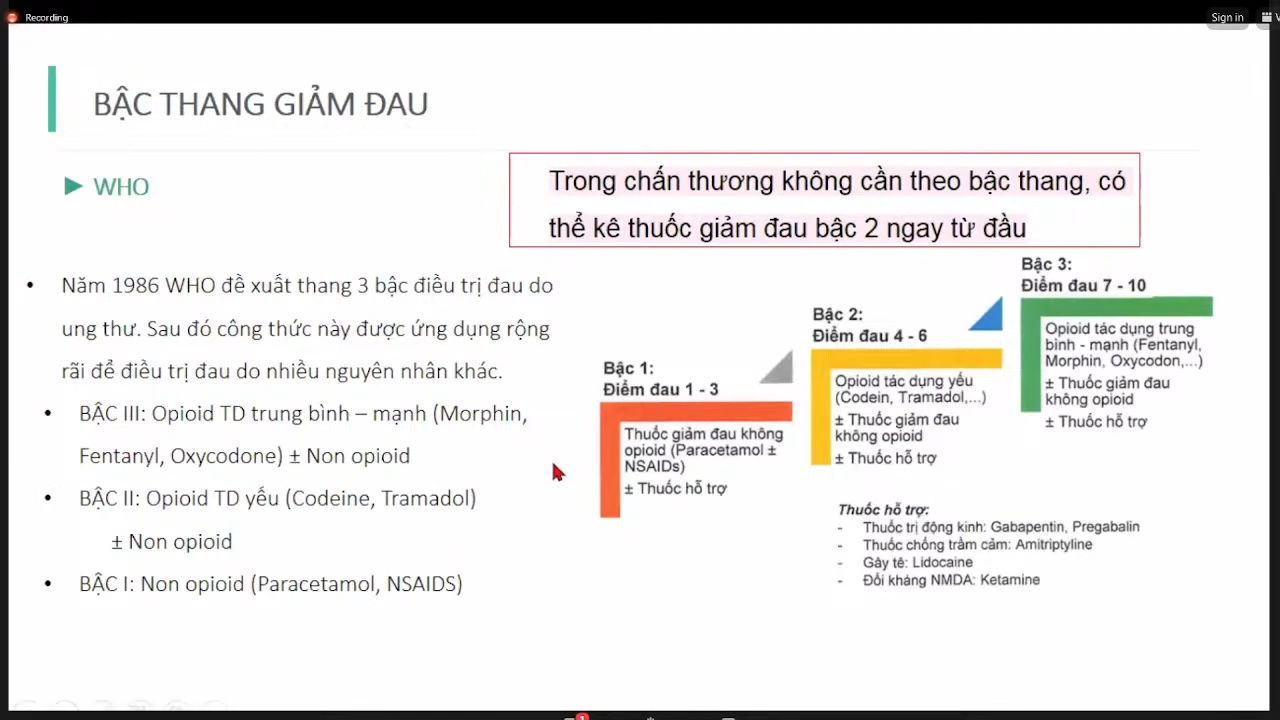 Recording
Sign in
BẬC THANG GIẢM ĐAU
WHO
Trong chấn thương không cần theo bậc thang, có
thể kê thuốc giảm đau bậc 2 ngay từ đầu
• Năm 1986 WHO đề xuất thang 3 bậc điều trị đau do
ung thư. Sau đó công thức này được ứng dụng rộng
rãi để điều trị đau do nhiều nguyên nhân khác.
• BẬC III: Opioid TD trung bình – mạnh (Morphin,
Fentanyl, Oxycodone) ± Non opioid
• BẬC II: Opioid TD yếu (Codeine, Tramadol)
± Non opioid
• BẬC I: Non opioid (Paracetamol, NSAIDS)
Bậc 1:
Điểm đau 1 - 3
Thuốc giảm đau không
opioid (Paracetamol ±
NSAIDs)
± Thuốc hỗ trợ
Bậc 2:
Điểm đau 4 - 6
Opioid tác dụng yếu
(Codein, Tramadol,...)
± Thuốc giảm đau
không opioid
± Thuốc hỗ trợ
Bậc 3:
Điểm đau 7 - 10
Opioid tác dụng trung
bình - mạnh (Fentanyl,
Morphin, Oxycodon,...)
± Thuốc giảm đau
không opioid
± Thuốc hỗ trợ
Thuốc hỗ trợ:
- Thuốc trị động kinh: Gabapentin, Pregabalin
- Thuốc chống trầm cảm: Amitriptyline
- Gây tê: Lidocaine
- Đối kháng NMDA: Ketamine
1